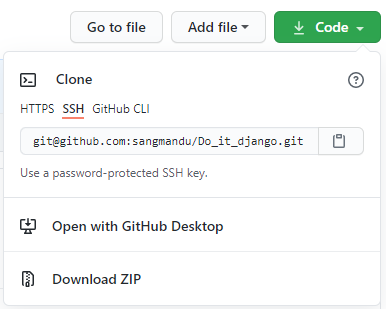 Go to file Add file Code
Clone
HTTPS SSH GitHub CLI
git@github.com:sangmandu/Do_it_django.git
Use a password-protected SSH key.
Open with GitHub Desktop
Download ZIP